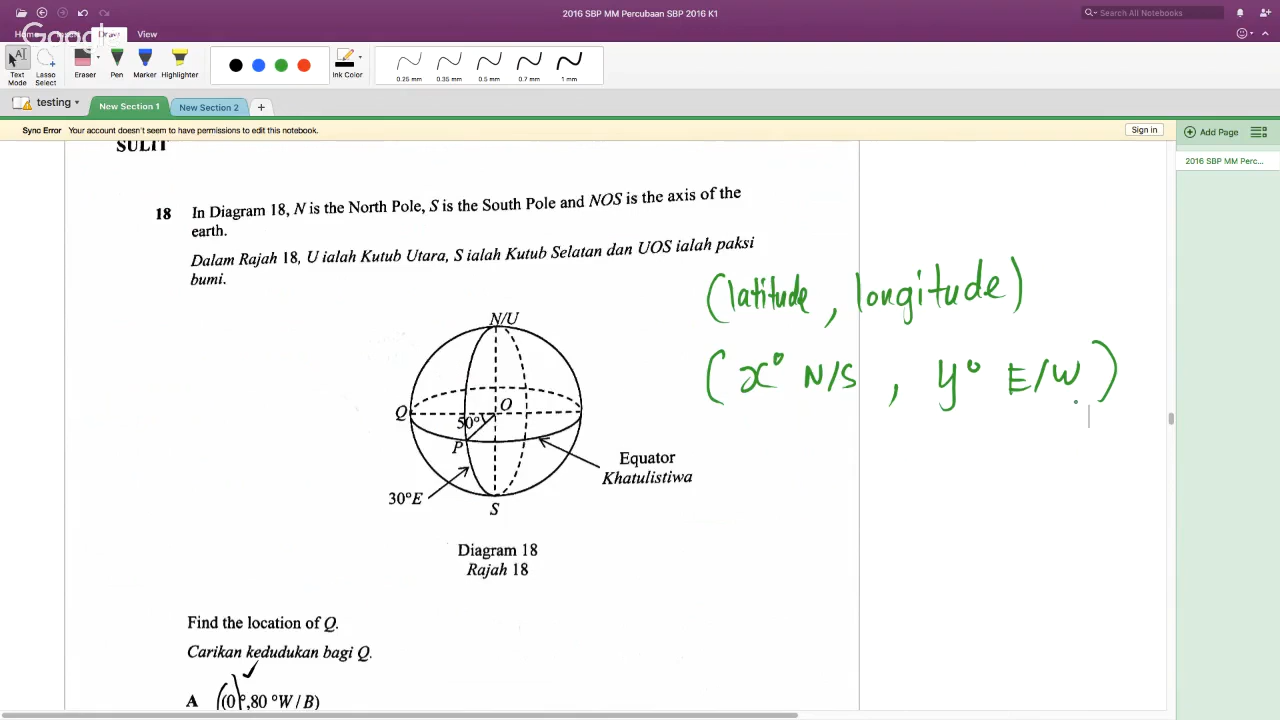 2016 SBP MM Percubaan SBP 2016 K1
Search All Notebooks
Google
Home Insert Draw View
Text Mode
Lasso Select
Eraser
Pen
Marker
Highlighter
Ink Color
0.25 mm
0.35 mm
0.5 mm
0.7 mm
1 mm
testing
New Section 1
New Section 2
+
Sync Error Your account doesn't seem to have permissions to edit this notebook.
Sign in
Add Page
2016 SBP MM Perc...
SULIT
18 In Diagram 18, N is the North Pole, S is the South Pole and NOS is the axis of the
earth.
Dalam Rajah 18, U ialah Kutub Utara, S ialah Kutub Selatan dan UOS ialah paksi
bumi.
(latitude, longitude)
(x° N/S, y° E/W)
N/U
Q
O
50°
P
Equator
Khatulistiwa
30°E
S
Diagram 18
Rajah 18
Find the location of Q.
Carikan kedudukan bagi Q.
A (0°,80 °W / B)